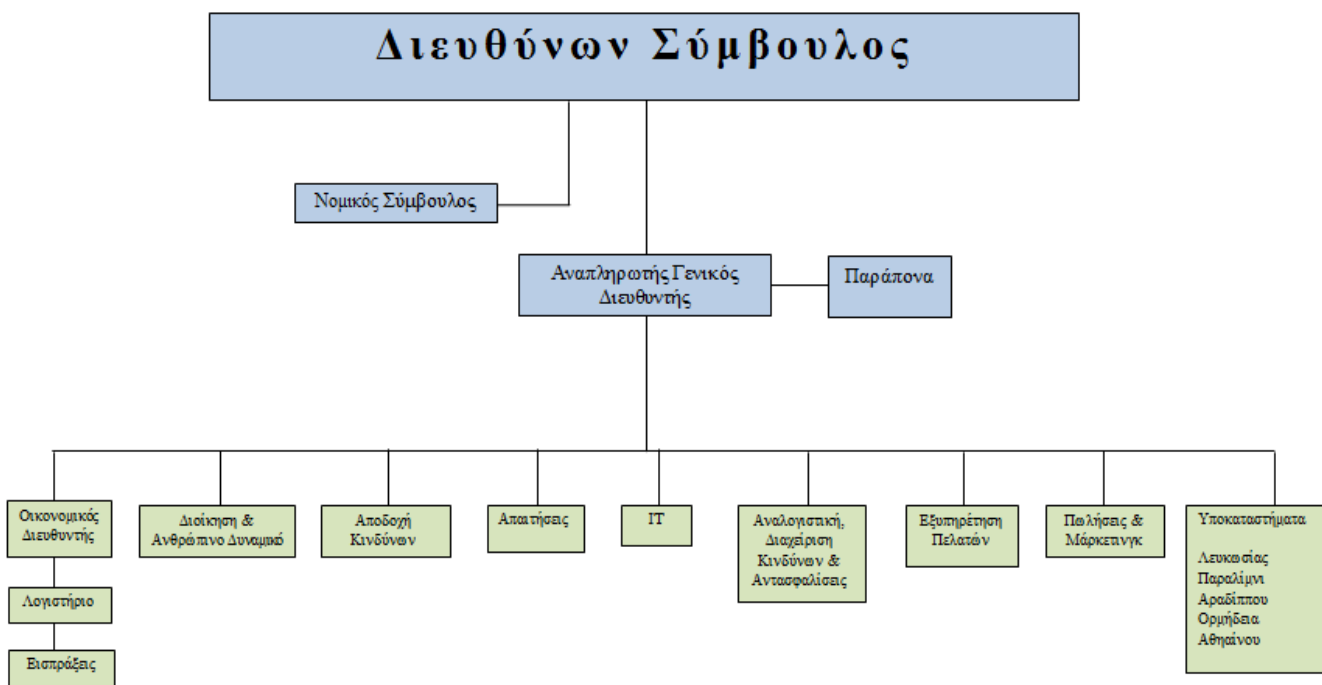 Διευθύνων Σύμβουλος
Νομικός Σύμβουλος
Αναπληρωτής Γενικός
Διευθυντής
Παράπονα
Οικονομικός
Διευθυντής
Λογιστήριο
Εισπράξεις
Διοίκηση &
Ανθρώπινο Δυναμικό
Αποδοχή
Κινδύνων
Απαιτήσεις
IT
Αναλογιστική,
Διαχείριση
Κινδύνων &
Αντασφαλίσεις
Εξυπηρέτηση
Πελατών
Πωλήσεις &
Μάρκετινγκ
Υποκαταστήματα
Λευκωσίας
Παραλίμνι
Αραδίππου
Ορμήδεια
Αθηαίνου